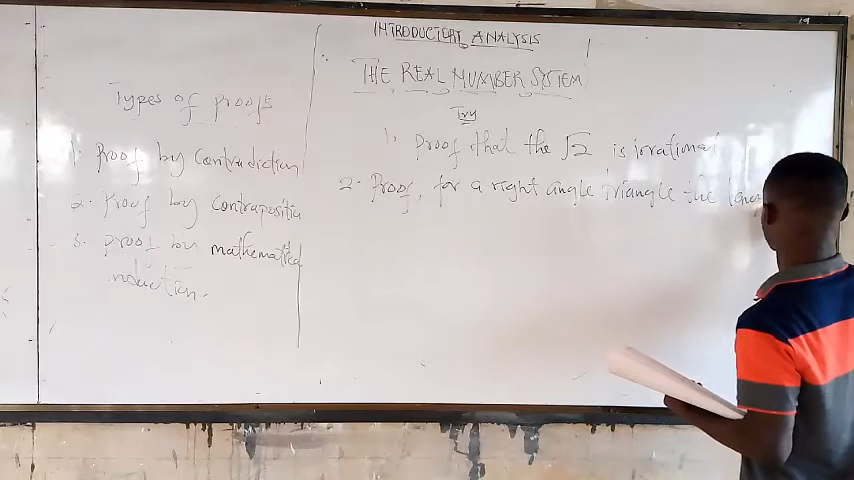 INTRODUCTORY ANALYSIS
THE REAL NUMBER SYSTEM
Types of proofs
1. Proof by Contradiction
2. Proof by Contrapositio
3. proof by mathematical
induction.
Try
1. Proof that the √2 is irrational
2. Proof, for a right angle triangle the